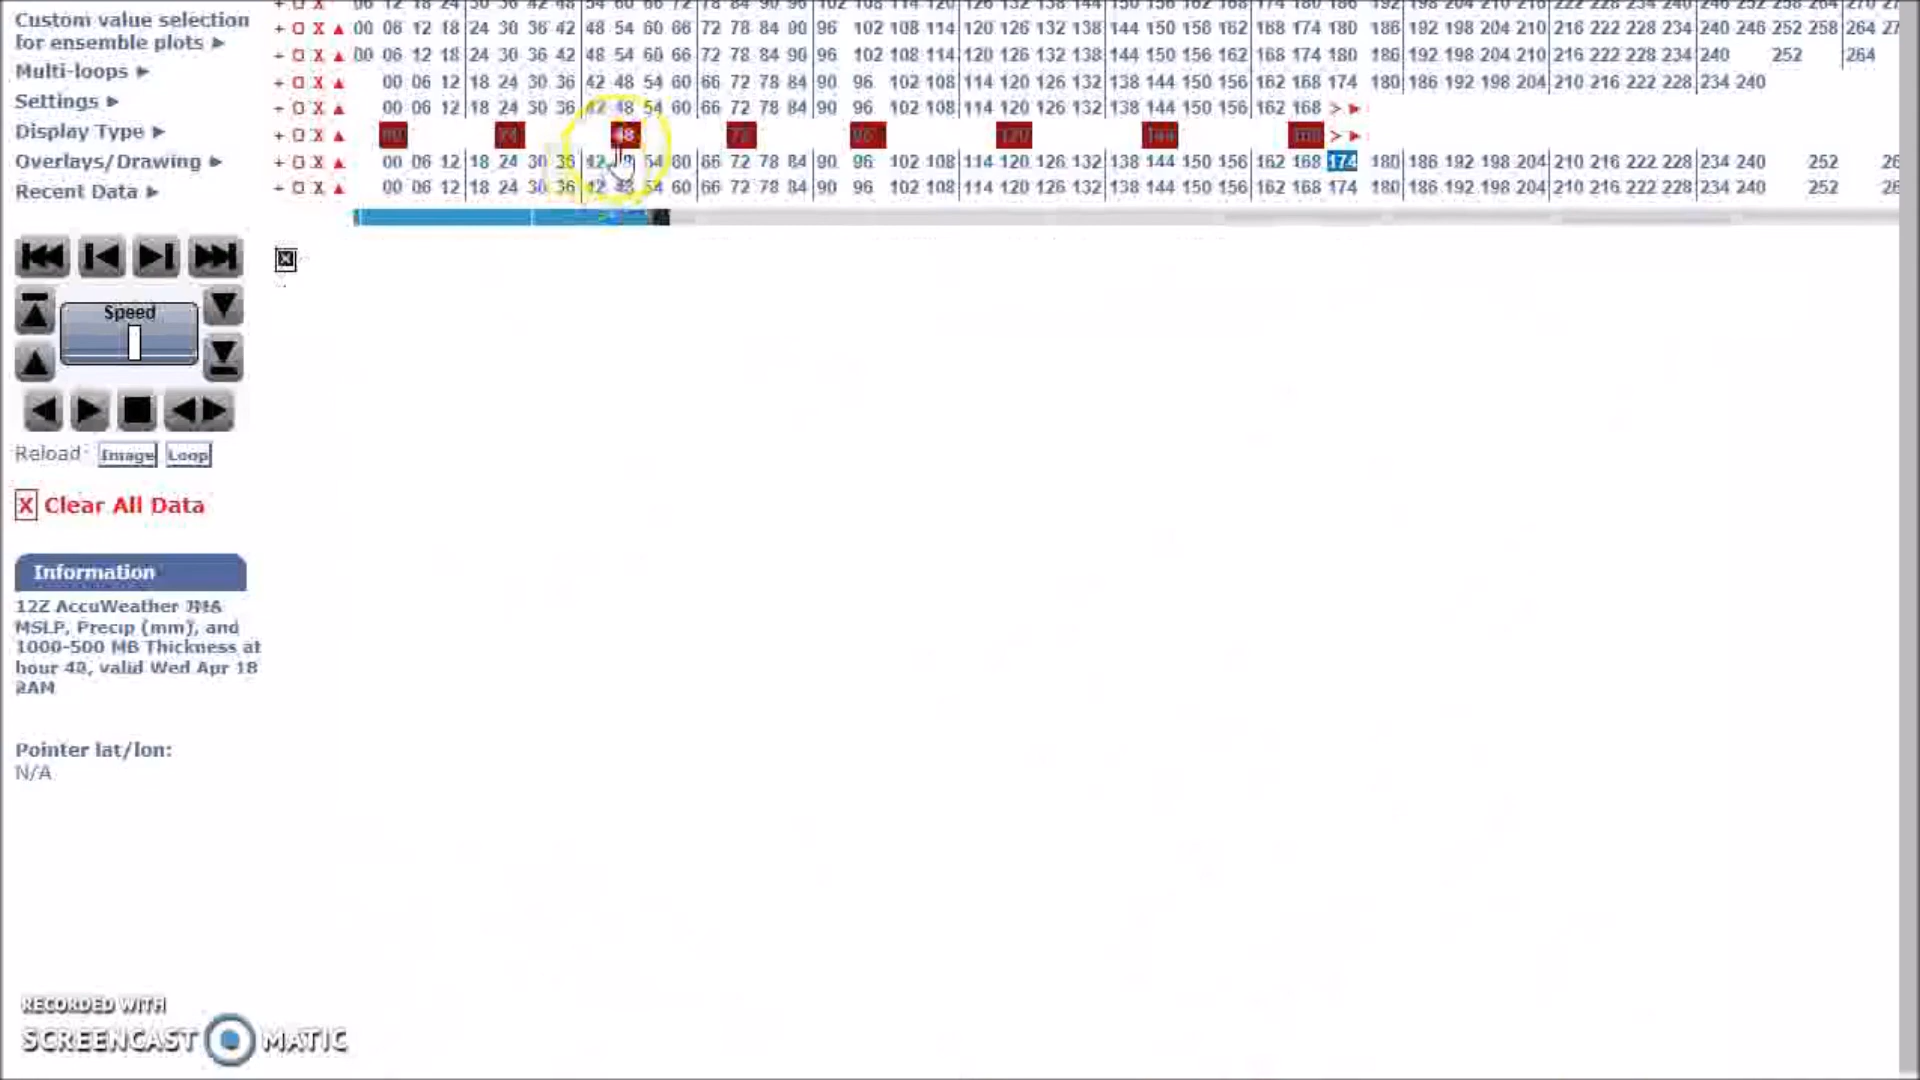 Custom value selection
for ensemble plots ►
Multi-loops ►
Settings ►
Display Type ►
Overlays/Drawing ►
Recent Data ►
+ O X ▲ 00 06 12 18 24 30 36 42 48 54 60 66 72 78 84 90 96 102 108 114 120 126 132 138 144 150 156 162 168 174 180 186 192 198 204 210 216 222 228 234 240 246 252 258 264
+ O X ▲ 00 06 12 18 24 30 36 42 48 54 60 66 72 78 84 90 96 102 108 114 120 126 132 138 144 150 156 162 168 174 180 186 192 198 204 210 216 222 228 234 240 252 264
+ O X ▲ 00 06 12 18 24 30 36 42 48 54 60 66 72 78 84 90 96 102 108 114 120 126 132 138 144 150 156 162 168 174 180 186 192 198 204 210 216 222 228 234 240
+ O X ▲ 00 06 12 18 24 30 36 42 48 54 60 66 72 78 84 90 96 102 108 114 120 126 132 138 144 150 156 162 168 > ►
+ O X ▲ 48 72 120 144 > ►
+ O X ▲ 00 06 12 18 24 30 36 42 54 60 66 72 78 84 90 96 102 108 114 120 126 132 138 144 150 156 162 168 174 180 186 192 198 204 210 216 222 228 234 240 252
+ O X ▲ 00 06 12 18 24 30 36 42 48 54 60 66 72 78 84 90 96 102 108 114 120 126 132 138 144 150 156 162 168 174 180 186 192 198 204 210 216 222 228 234 240 252
Speed
Reload: Image Loop
X Clear All Data
Information
12Z AccuWeather
MSLP, Precip (mm), and
1000-500 MB Thickness at
hour 48, valid Wed Apr 18
8AM
Pointer lat/lon:
N/A
RECORDED WITH
SCREENCAST MATIC